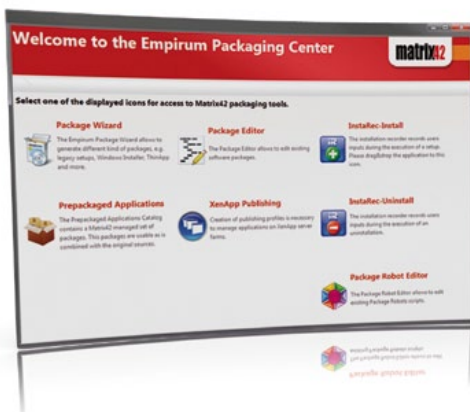 Welcome to the Empirum Packaging Center
matrix42
Select one of the displayed icons for access to Matrix42 packaging tools.
Package Wizard
The Empirum Package Wizard allows to
generate different kind of packages, e.g.
legacy setups, Windows Installer, ThinApp
and more.
Package Editor
The Package Editor allows to edit existing
software packages.
InstaRec-Install
The installation recorder records users
inputs during the execution of a setup.
Please drag&drop the application to this
icon.
Prepackaged Applications
The Prepackaged Applications Catalog
contains a Matrix42 managed set of
packages. This packages are usable as is
combined with the original sources.
XenApp Publishing
Creation of publishing profiles is necessary
to manage applications on XenApp server
farms.
InstaRec-Uninstall
The installation recorder records users
inputs during the execution of an
uninstallation.
Package Robot Editor
The Package Robot Editor allows to edit
existing Package Robots scripts.